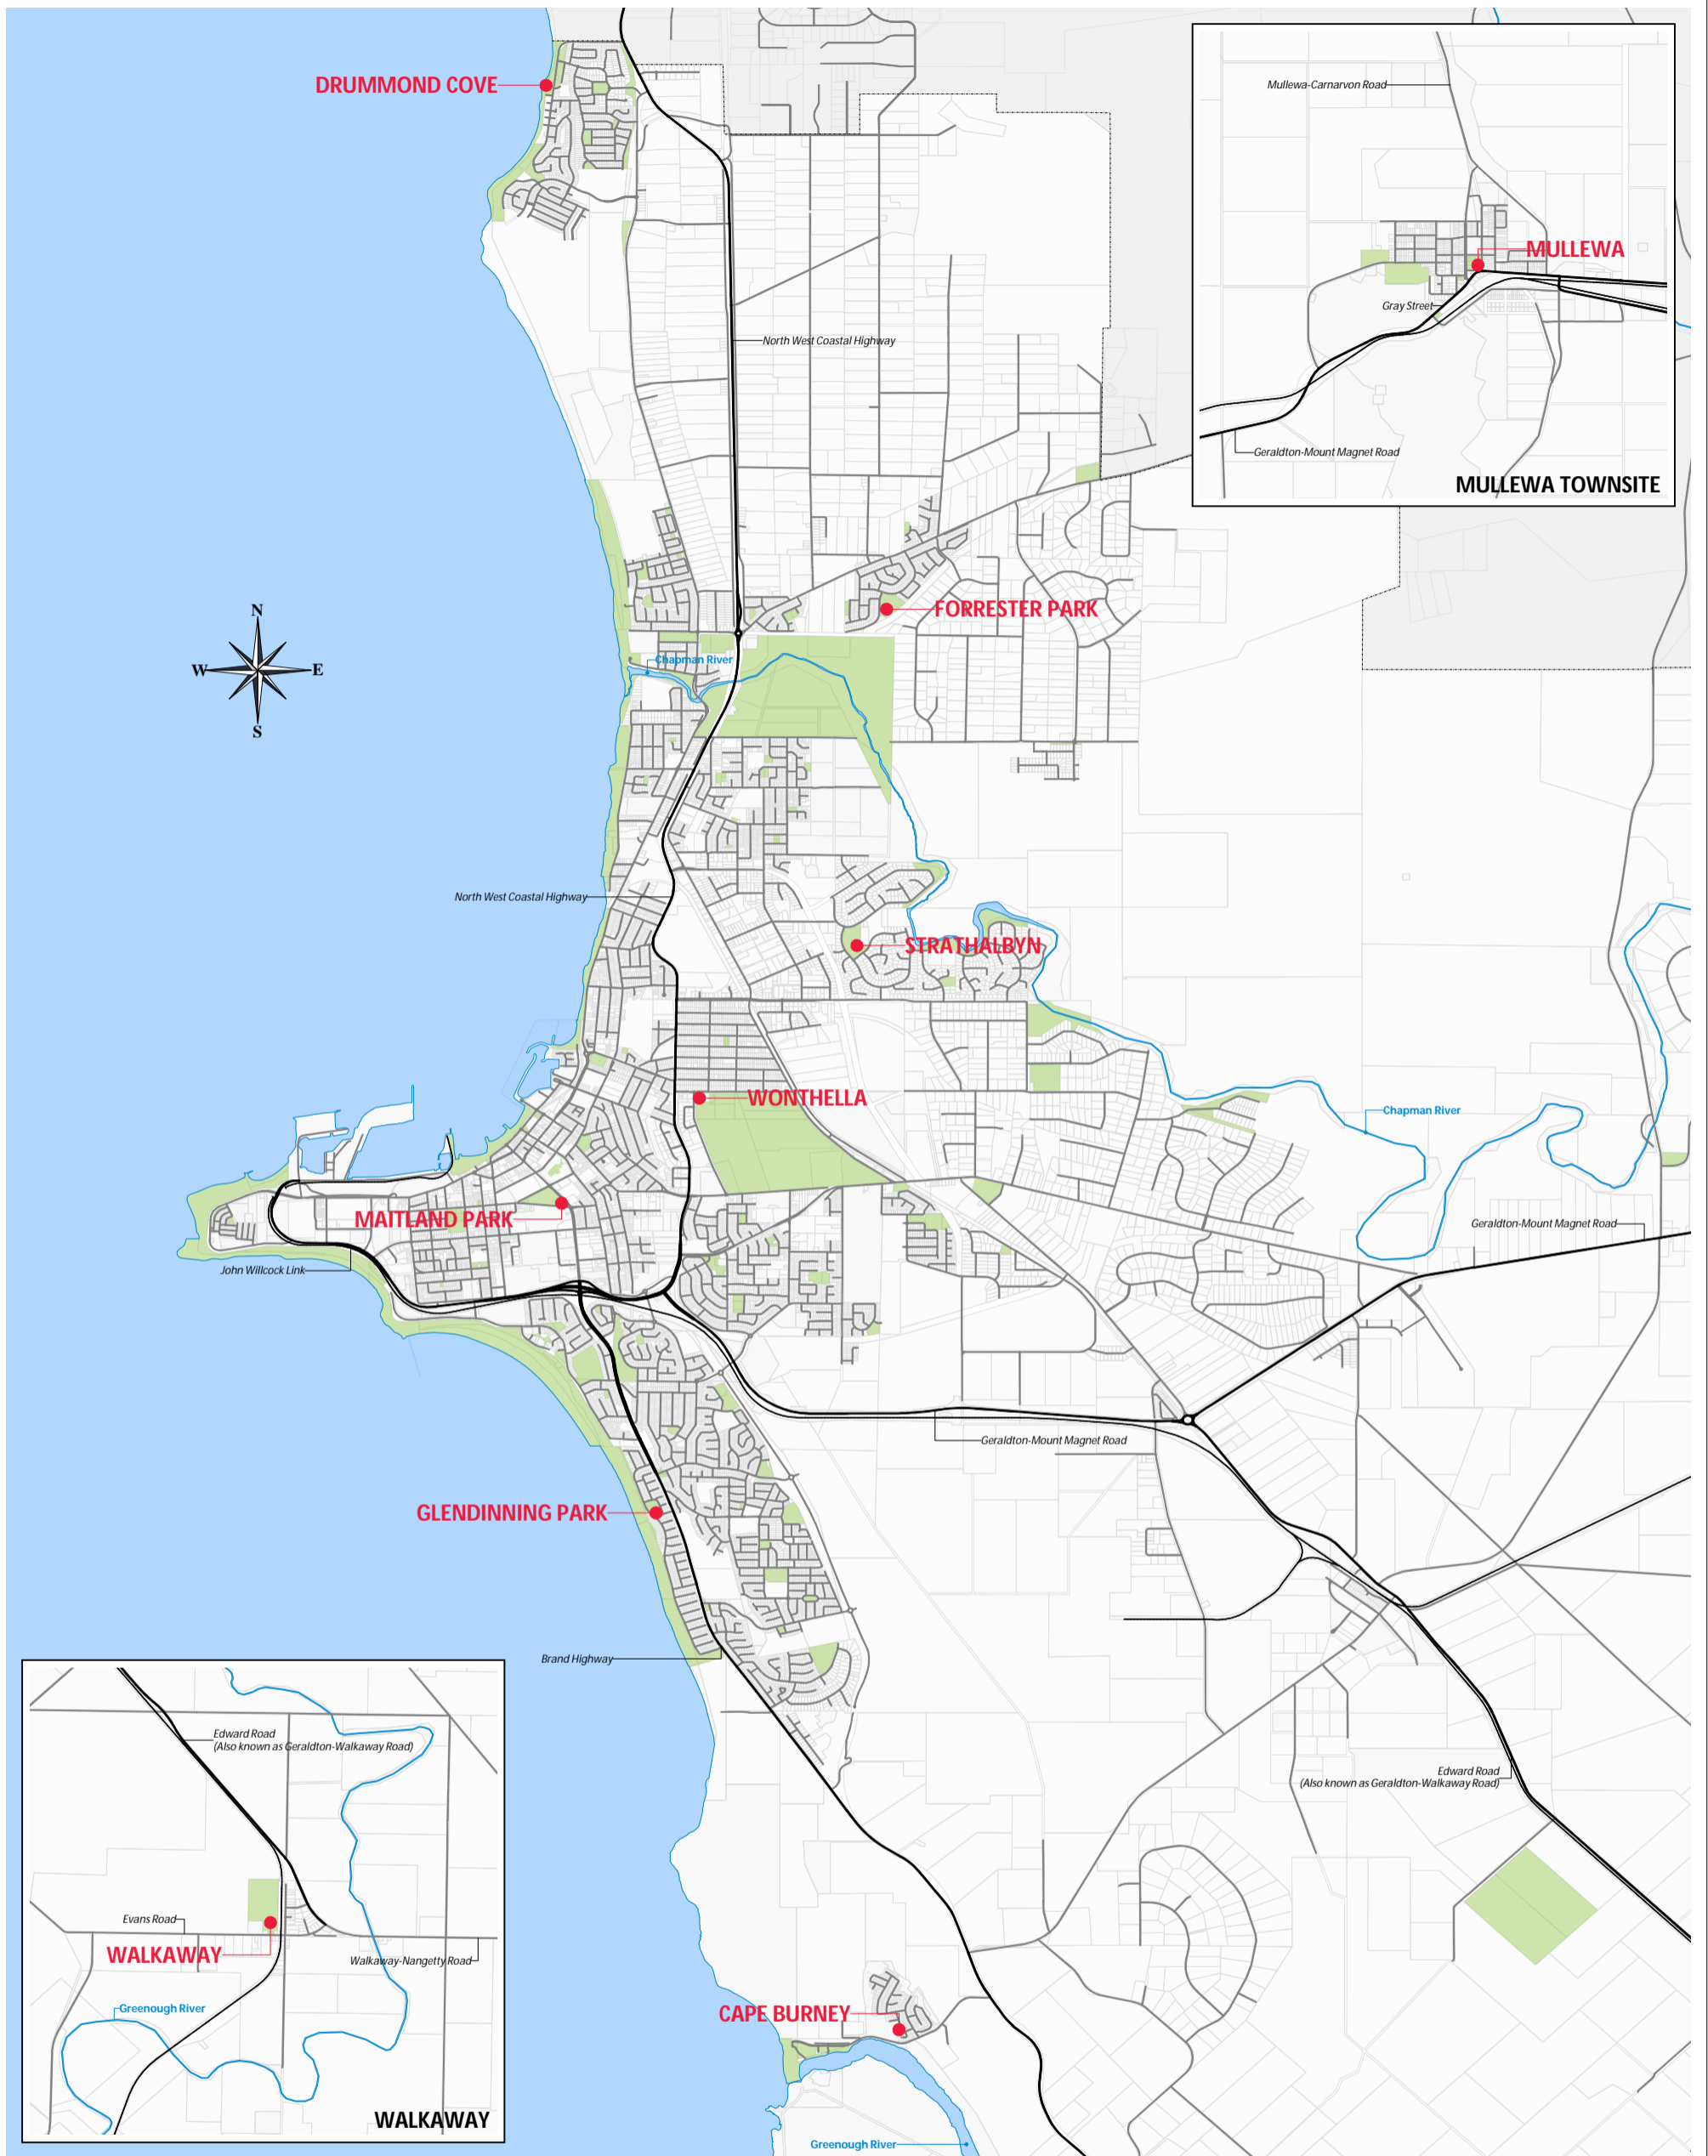 DRUMMOND COVE
Mullewa-Carnarvon Road
MULLEWA
Gray Street
Geraldton-Mount Magnet Road
MULLEWA TOWNSITE
North West Coastal Highway
FORRESTER PARK
N
W
E
S
Chapman River
North West Coastal Highway
STRATHALBYN
WONTHELLA
Chapman River
MAITLAND PARK
Geraldton-Mount Magnet Road
John Willcock Link
Geraldton-Mount Magnet Road
GLENDINNING PARK
Brand Highway
Edward Road
(Also known as Geraldton-Walkaway Road)
Edward Road
(Also known as Geraldton-Walkaway Road)
Evans Road
WALKAWAY
Walkaway-Nangetty Road
Greenough River
WALKAWAY
CAPE BURNEY
Greenough River